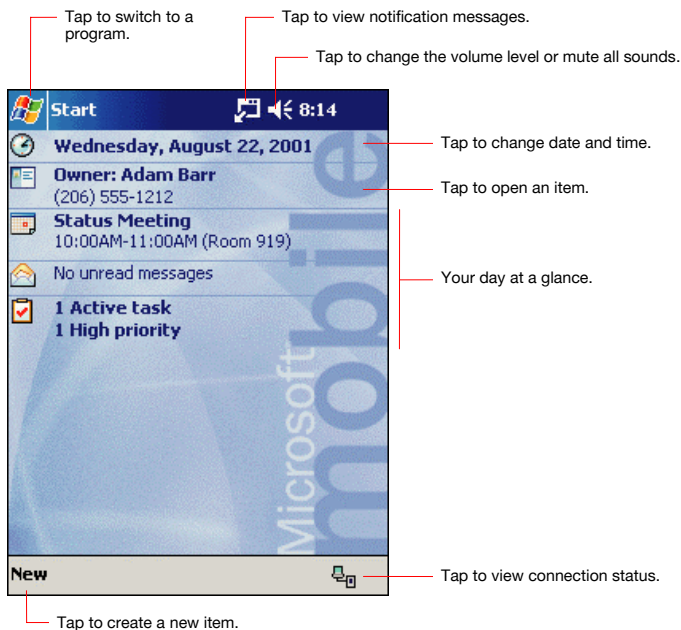 Tap to switch to a
program.
Tap to view notification messages.
Tap to change the volume level or mute all sounds.
Start
8:14
Wednesday, August 22, 2001
Tap to change date and time.
Owner: Adam Barr
(206) 555-1212
Tap to open an item.
Status Meeting
10:00AM-11:00AM (Room 919)
No unread messages
Your day at a glance.
1 Active task
1 High priority
Microsoft
mobile
New
Tap to view connection status.
Tap to create a new item.